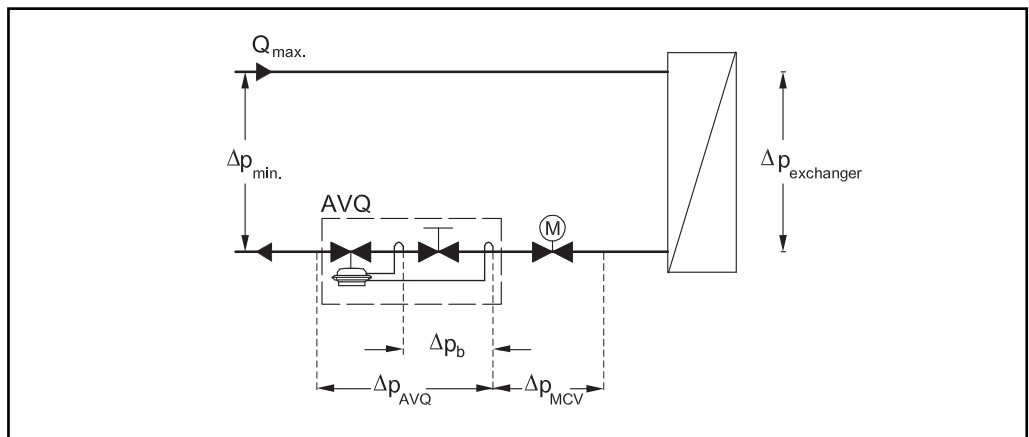 Q max.
Δp min.
Δp exchanger
AVQ
M
Δp b
Δp AVQ
Δp MCV